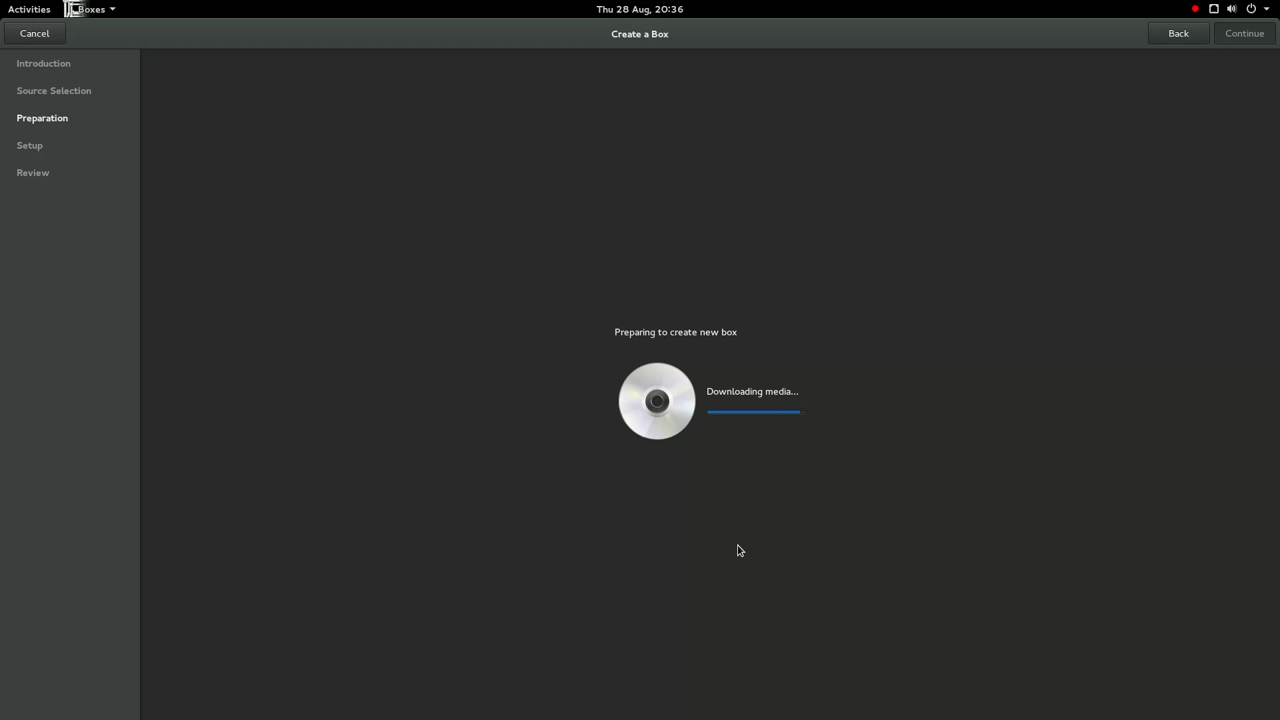 Activities
Boxes
Thu 28 Aug, 20:36
Cancel
Create a Box
Back
Continue
Introduction
Source Selection
Preparation
Setup
Review
Preparing to create new box
Downloading media...